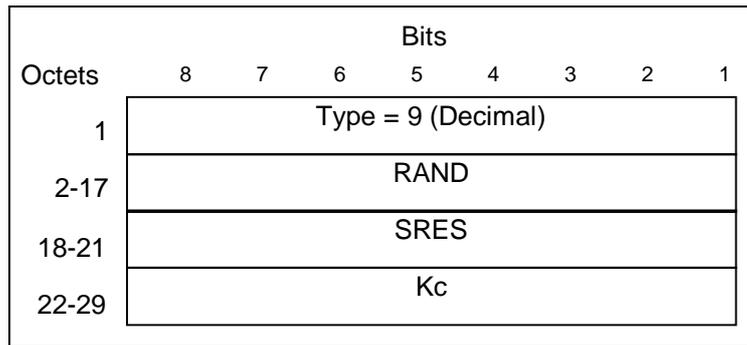 Bits
Octets 8 7 6 5 4 3 2 1
1 Type = 9 (Decimal)
2-17 RAND
18-21 SRES
22-29 Kc